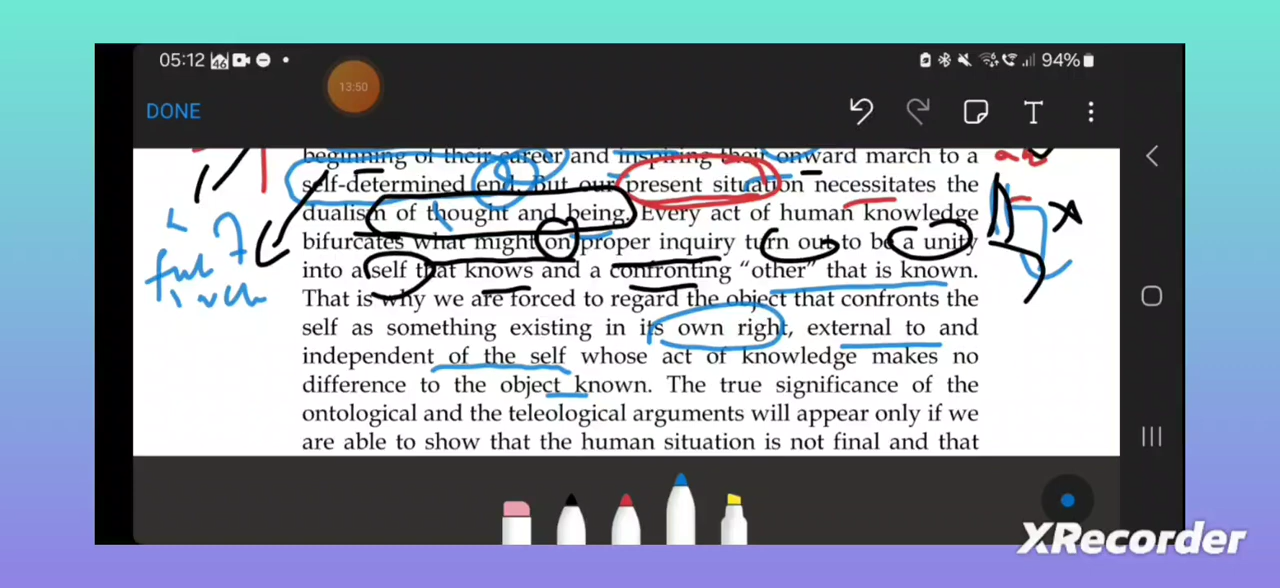 05:12 46 94%
13:50
DONE T
beginning of their career and inspiring their onward march to a
self-determined end. But our present situation necessitates the
dualism of thought and being. Every act of human knowledge
bifurcates what might on proper inquiry turn out to be a unity
into a self that knows and a confronting “other” that is known.
That is why we are forced to regard the object that confronts the
self as something existing in its own right, external to and
independent of the self whose act of knowledge makes no
difference to the object known. The true significance of the
ontological and the teleological arguments will appear only if we
are able to show that the human situation is not final and that
XRecorder